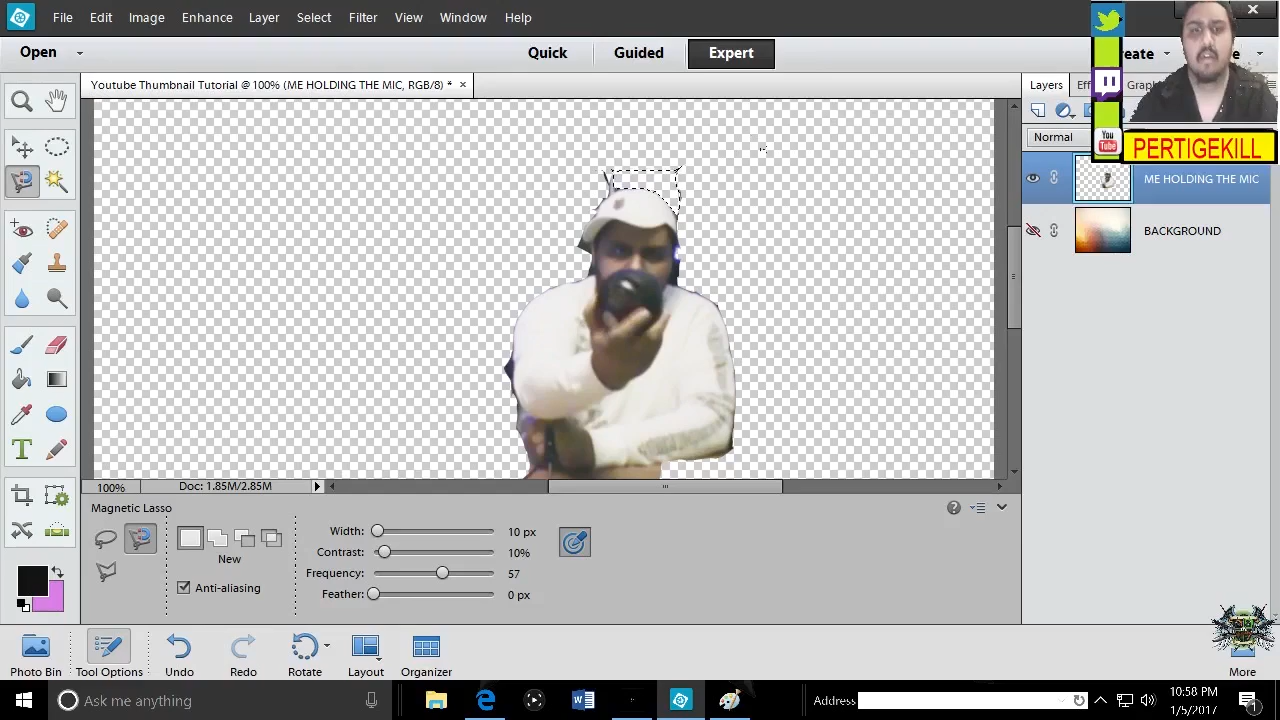 File Edit Image Enhance Layer Select Filter View Window Help
Open Quick Guided Expert
Youtube Thumbnail Tutorial @ 100% (ME HOLDING THE MIC, RGB/8) * ×
Layers
Normal
You
Tube
PERTIGEKILL
ME HOLDING THE MIC
BACKGROUND
100% Doc: 1.85M/2.85M
Magnetic Lasso
New
Anti-aliasing
Width: 10 px
Contrast: 10%
Frequency: 57
Feather: 0 px
Photo Bin Tool Options Undo Redo Rotate Layout Organizer More
Ask me anything
Address
10:58 PM
1/5/2017